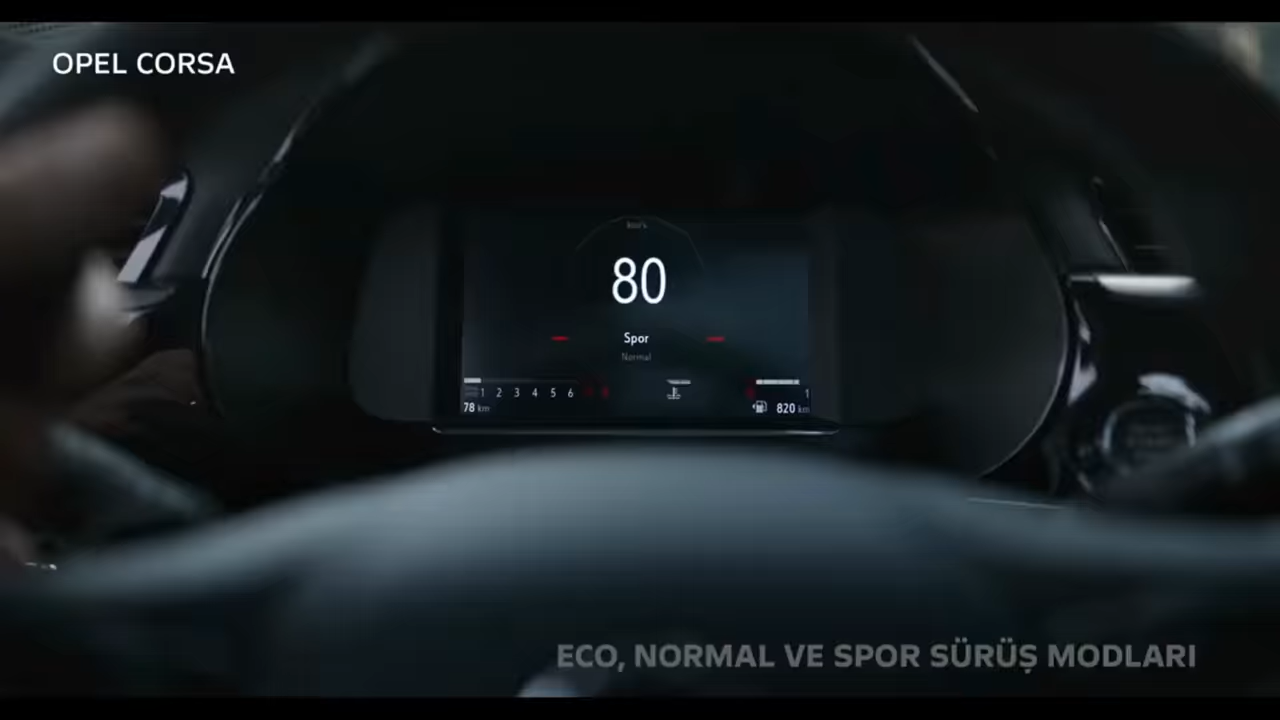 OPEL CORSA
80
Spor
Normal
1 2 3 4 5 6
1
78 km
820 km
ECO, NORMAL VE SPOR SÜRÜŞ MODLARI